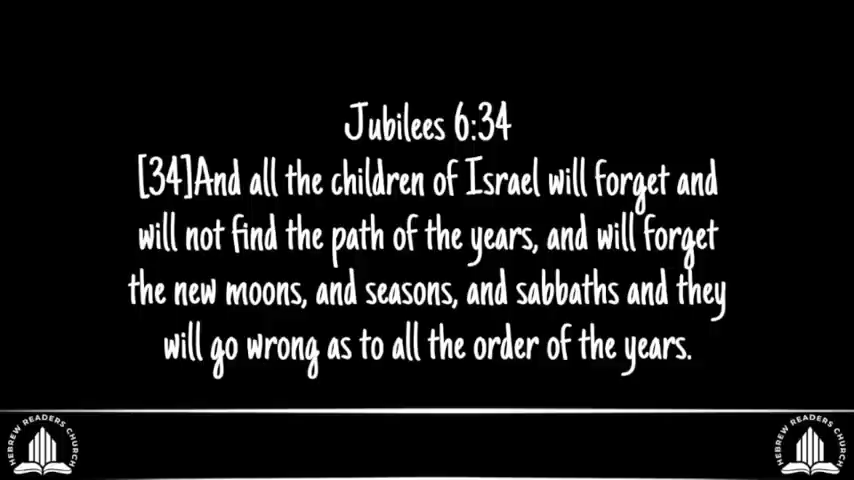 Jubilees 6:34
[34]And all the children of Israel will forget and
will not find the path of the years, and will forget
the new moons, and seasons, and sabbaths and they
will go wrong as to all the order of the years.
HEBREW READERS CHURCH
HEBREW READERS CHURCH